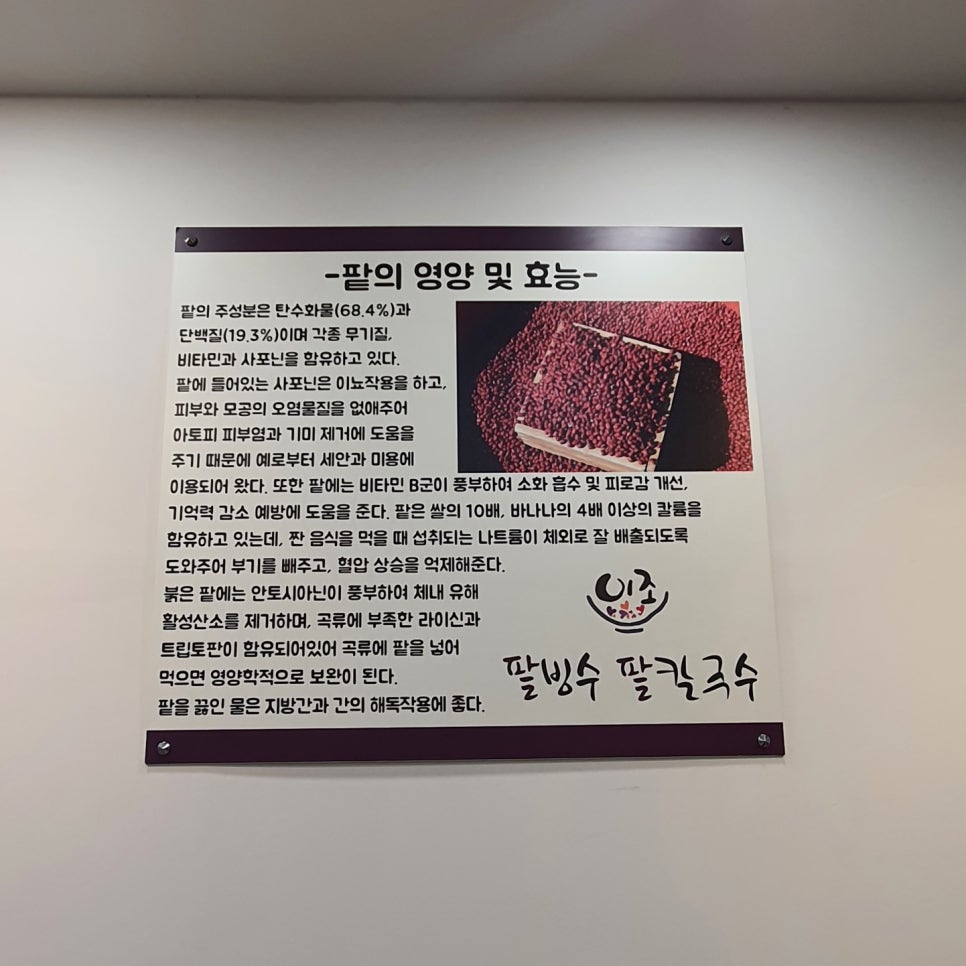 -팥의 영양 및 효능-
팥의 주성분은 탄수화물(68.4%)과
단백질(19.3%)이며 각종 무기질,
비타민과 사포닌을 함유하고 있다.
팥에 들어있는 사포닌은 이뇨작용을 하고,
피부와 모공의 오염물질을 없애주어
아토피 피부염과 기미 제거에 도움을
주기 때문에 예로부터 세안과 미용에
이용되어 왔다. 또한 팥에는 비타민 B군이 풍부하여 소화 흡수 및 피로감 개선,
기억력 감소 예방에 도움을 준다. 팥은 쌀의 10배, 바나나의 4배 이상의 칼륨을
함유하고 있는데, 짠 음식을 먹을 때 섭취되는 나트륨이 체외로 잘 배출되도록
도와주어 부기를 빼주고, 혈압 상승을 억제해준다.
붉은 팥에는 안토시아닌이 풍부하여 체내 유해
활성산소를 제거하며, 곡류에 부족한 라이신과
트립토판이 함유되어있어 곡류에 팥을 넣어
먹으면 영양학적으로 보완이 된다.
팥을 끓인 물은 지방간과 간의 해독작용에 좋다.
이조
팥빙수 팥칼국수